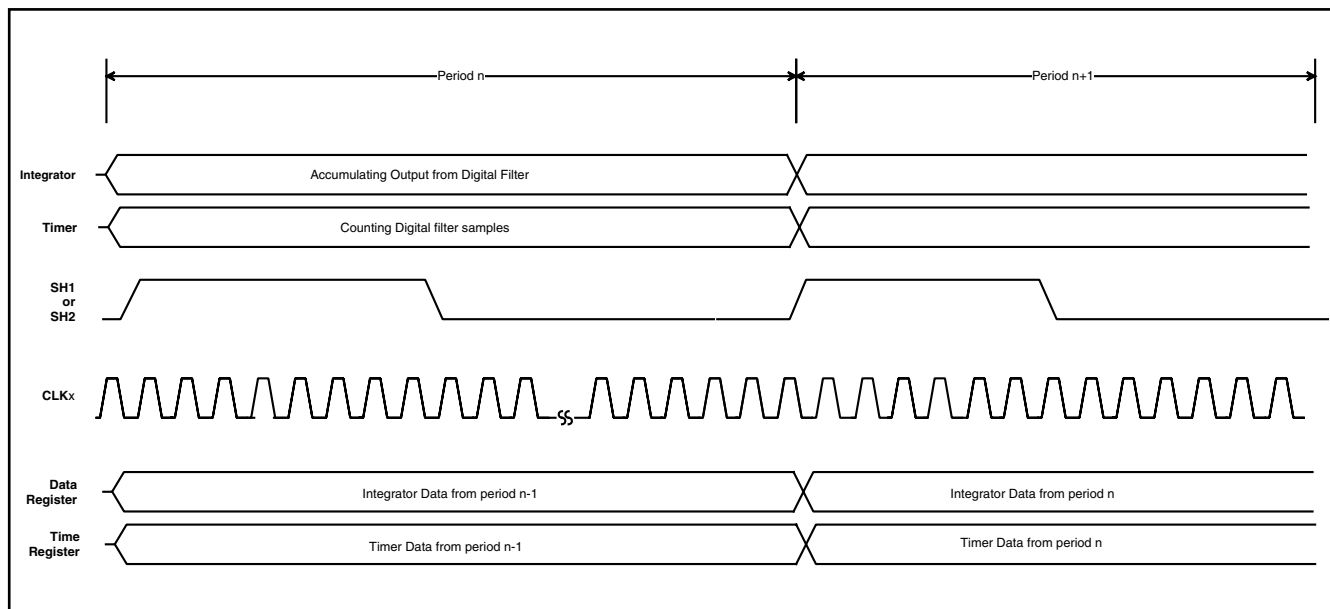 Period n
Period n+1
Integrator
Accumulating Output from Digital Filter
Timer
Counting Digital filter samples
SH1
or
SH2
CLKx
Data
Register
Integrator Data from period n-1
Integrator Data from period n
Time
Register
Timer Data from period n-1
Timer Data from period n